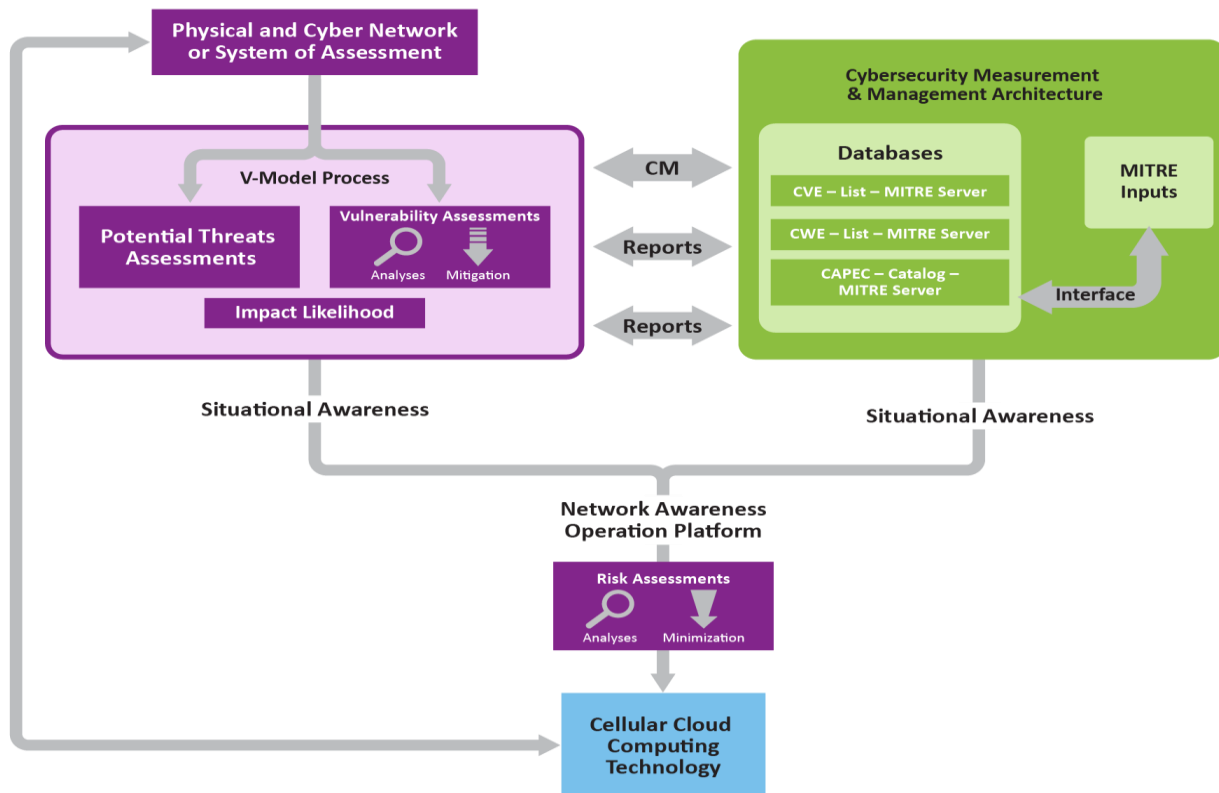 Physical and Cyber Network
or System of Assessment
V-Model Process
Potential Threats
Assessments
Vulnerability Assessments
Analyses
Mitigation
Impact Likelihood
CM
Reports
Reports
Cybersecurity Measurement
& Management Architecture
Databases
CVE – List – MITRE Server
CWE – List – MITRE Server
CAPEC – Catalog –
MITRE Server
MITRE
Inputs
Interface
Situational Awareness
Situational Awareness
Network Awareness
Operation Platform
Risk Assessments
Analyses
Minimization
Cellular Cloud
Computing
Technology